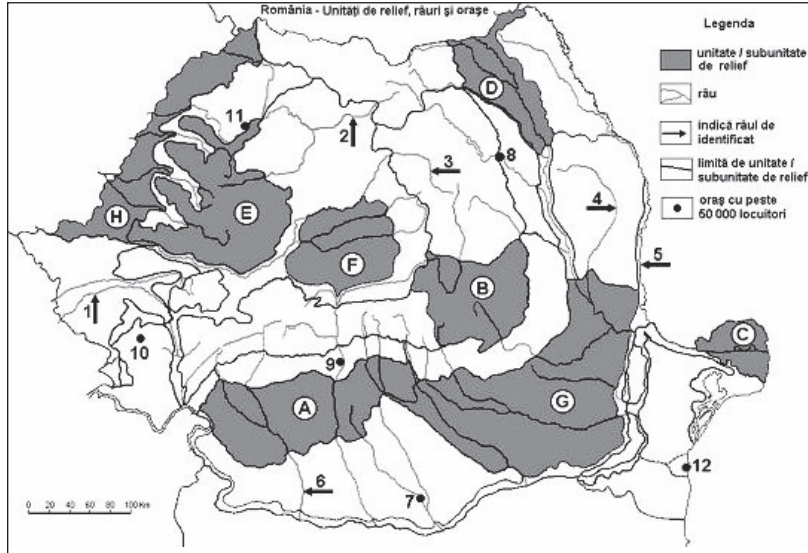 România - Unități de relief, râuri și orașe
Legenda
unitate / subunitate
de relief
râu
indică râul de
identificat
limită de unitate /
subunitate de relief
oraș cu peste
50 000 locuitori
D
11
2
3
8
4
H
E
F
B
5
1
10
C
9
A
G
12
6
7
0 20 40 60 80 100 Km